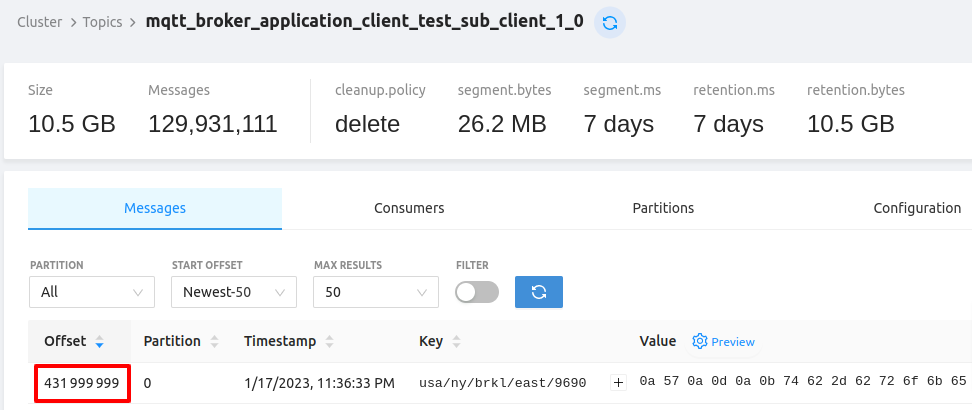 Cluster > Topics > mqtt_broker_application_client_test_sub_client_1_0
Size Messages cleanup.policy segment.bytes segment.ms retention.ms retention.bytes
10.5 GB 129,931,111 delete 26.2 MB 7 days 7 days 10.5 GB
Messages Consumers Partitions Configuration
PARTITION START OFFSET MAX RESULTS FILTER
All Newest-50 50
Offset Partition Timestamp Key Value Preview
431 999 999 0 1/17/2023, 11:36:33 PM usa/ny/brkl/east/9690 + 0a 57 0a 0d 0a 0b 74 62 2d 62 72 6f 6b 65